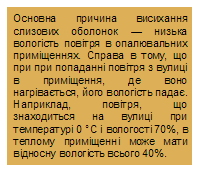 Основна причина висихання
слизових оболонок — низька
вологість повітря в опалювальних
приміщеннях. Справа в тому, що
при при попаданні повітря з вулиці
в приміщення, де воно
нагрівається, його вологість падає.
Наприклад, повітря, що
знаходиться на вулиці при
температурі 0 °C і вологості 70%, в
теплому приміщенні може мати
відносну вологість всього 40%.